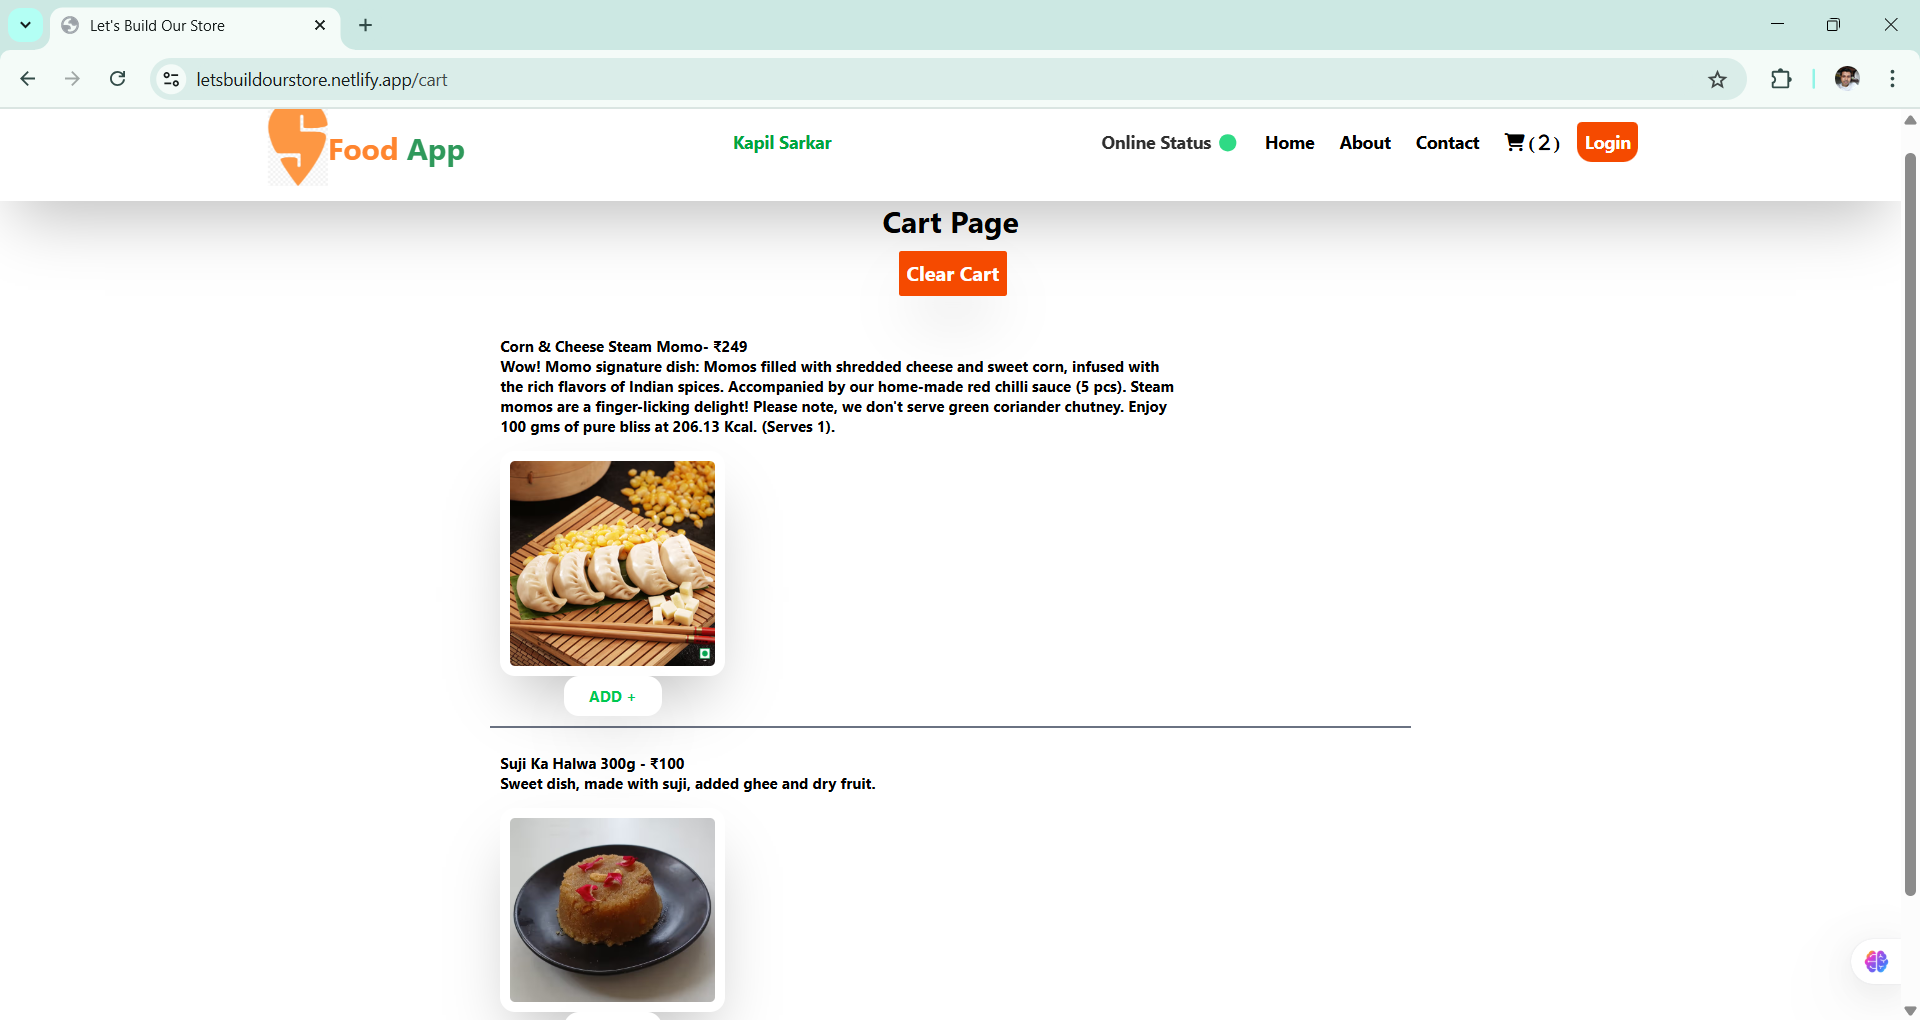 Let's Build Our Store
letsbuildourstore.netlify.app/cart
Food App
Kapil Sarkar
Online Status
Home
About
Contact
(2)
Login
Cart Page
Clear Cart
Corn & Cheese Steam Momo- ₹249
Wow! Momo signature dish: Momos filled with shredded cheese and sweet corn, infused with
the rich flavors of Indian spices. Accompanied by our home-made red chilli sauce (5 pcs). Steam
momos are a finger-licking delight! Please note, we don't serve green coriander chutney. Enjoy
100 gms of pure bliss at 206.13 Kcal. (Serves 1).
ADD +
Suji Ka Halwa 300g - ₹100
Sweet dish, made with suji, added ghee and dry fruit.